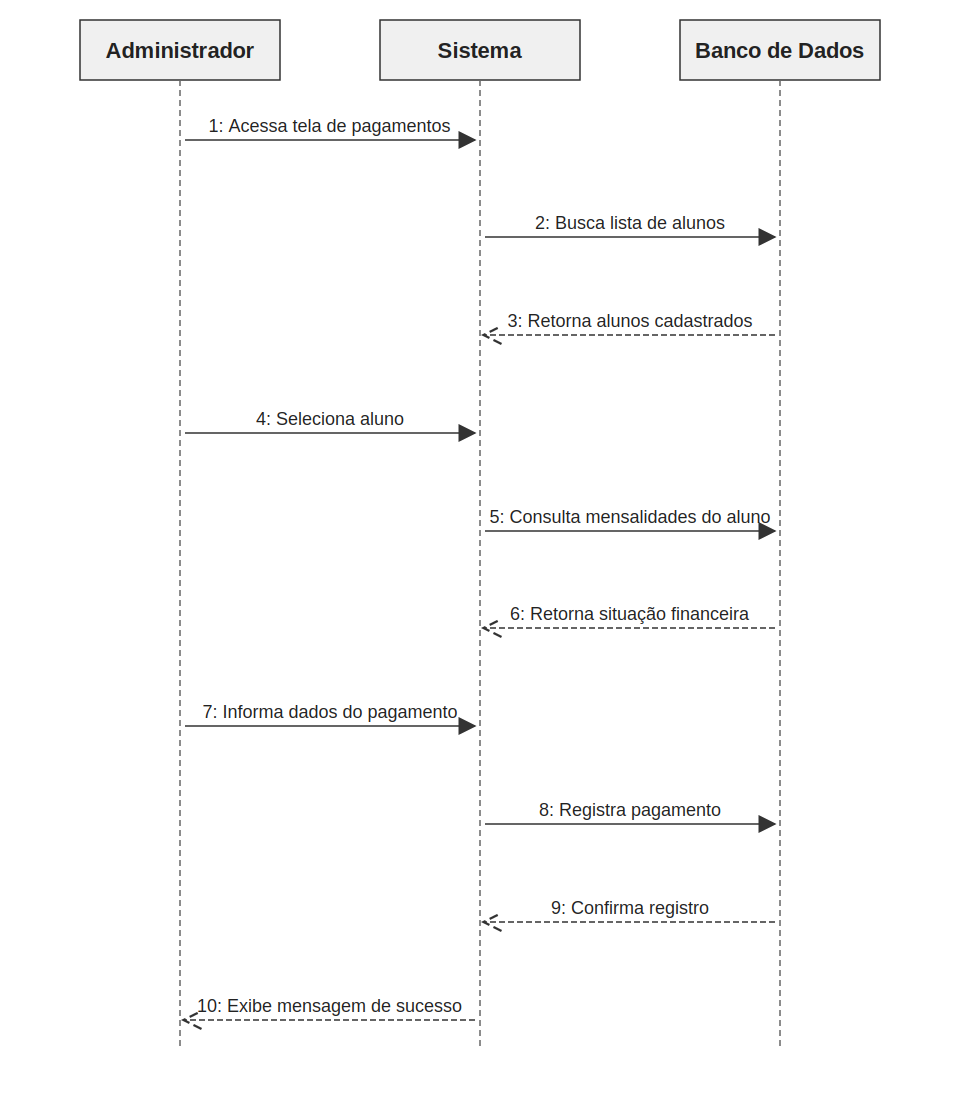 Administrador
Sistema
Banco de Dados
1: Acessa tela de pagamentos
2: Busca lista de alunos
3: Retorna alunos cadastrados
4: Seleciona aluno
5: Consulta mensalidades do aluno
6: Retorna situação financeira
7: Informa dados do pagamento
8: Registra pagamento
9: Confirma registro
10: Exibe mensagem de sucesso